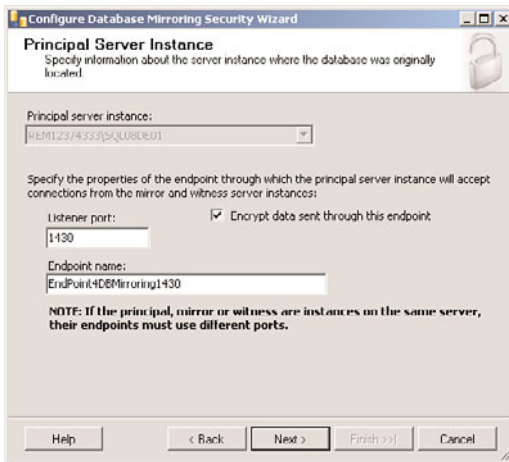 Configure Database Mirroring Security Wizard
Principal Server Instance
Specify information about the server instance where the database was originally
located.
Principal server instance:
REM12374333\SQL08DE01
Specify the properties of the endpoint through which the principal server instance will accept
connections from the mirror and witness server instances:
Listener port:
Encrypt data sent through this endpoint
1430
Endpoint name:
EndPoint4DBMirroring1430
NOTE: If the principal, mirror or witness are instances on the same server,
their endpoints must use different ports.
Help
< Back
Next >
Finish >>|
Cancel